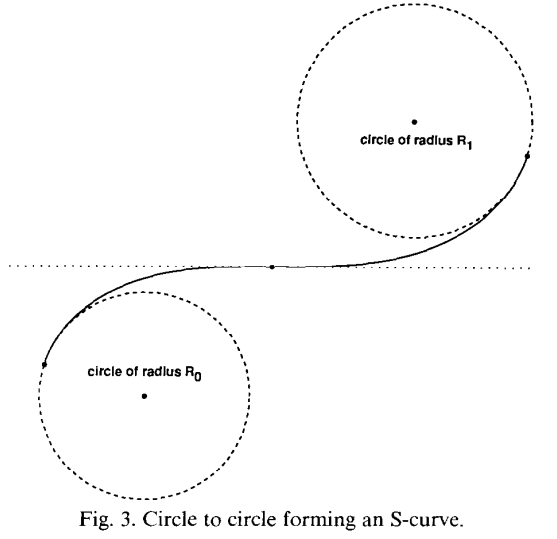 circle of radius R1
circle of radius R0
Fig. 3. Circle to circle forming an S-curve.